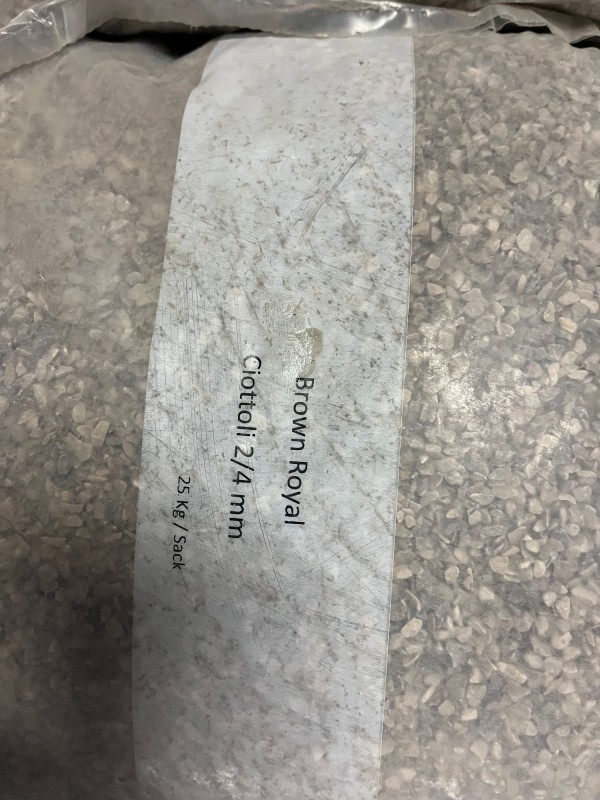 Brown Royal
Ciottoli 2/4 mm
25 Kg / Sack